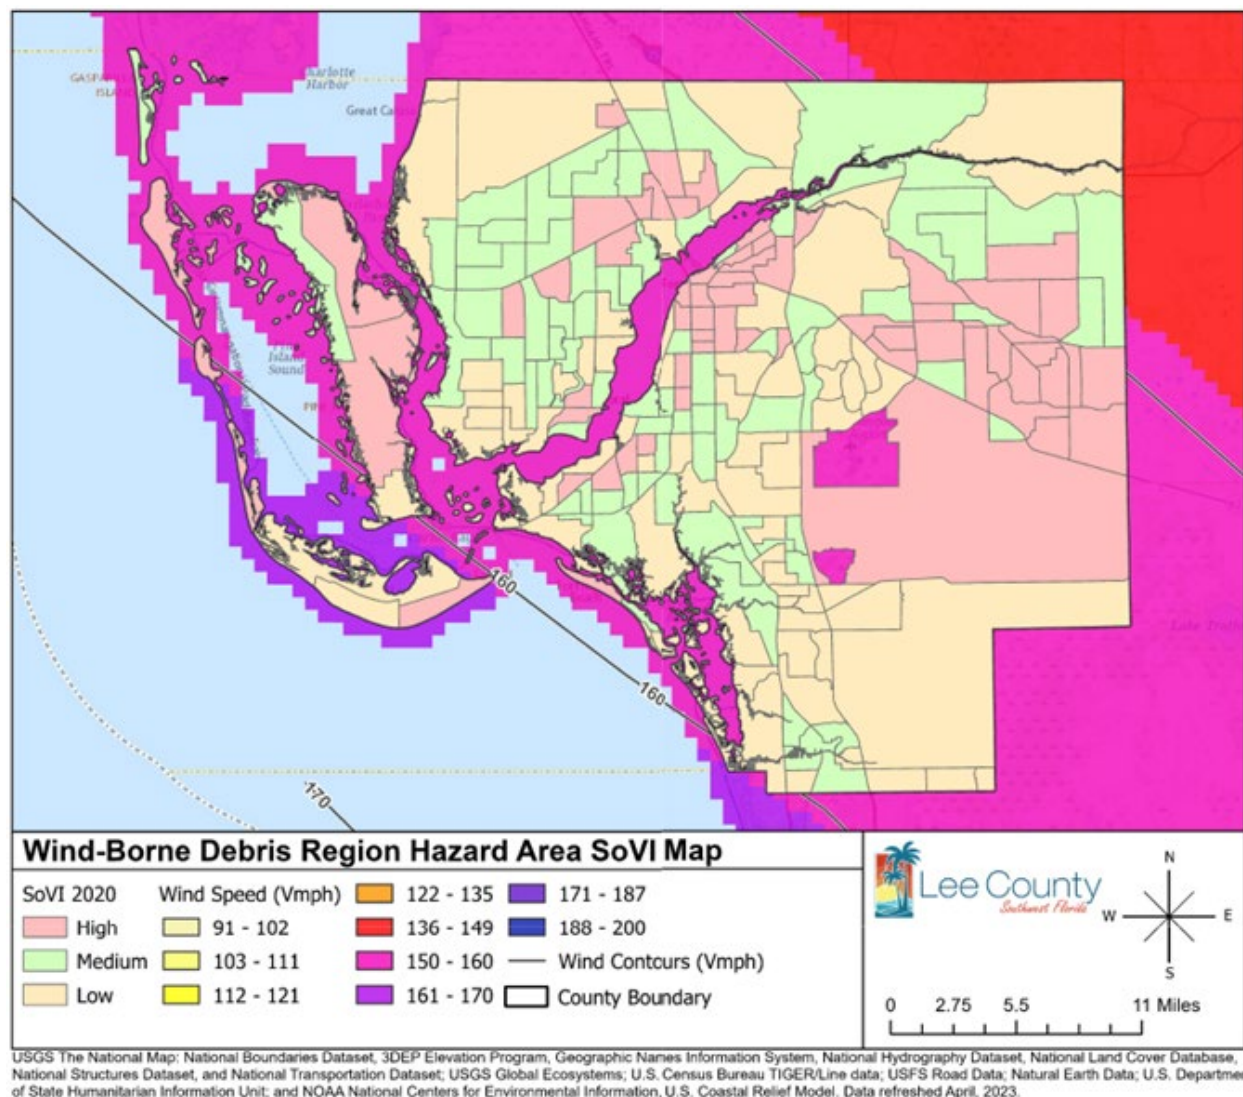 Charlotte
Harbor
GASPA
ISLAND
Great Ca
Island
Sound
160
160
170
Wind-Borne Debris Region Hazard Area SoVI Map
SoVI 2020
High
Medium
Low
Wind Speed (Vmph)
91 - 102
103 - 111
112 - 121
122 - 135
136 - 149
150 - 160
161 - 170
171 - 187
188 - 200
Wind Contours (Vmph)
County Boundary
Lee County
Southwest Florida
N
W
E
S
0 2.75 5.5 11 Miles
USGS The National Map: National Boundaries Dataset, 3DEP Elevation Program, Geographic Names Information System, National Hydrography Dataset, National Land Cover Database,
National Structures Dataset, and National Transportation Dataset; USGS Global Ecosystems; U.S. Census Bureau TIGER/Line data; USFS Road Data; Natural Earth Data; U.S. Departme
of State Humanitarian Information Unit; and NOAA National Centers for Environmental Information, U.S. Coastal Relief Model. Data refreshed April, 2023.